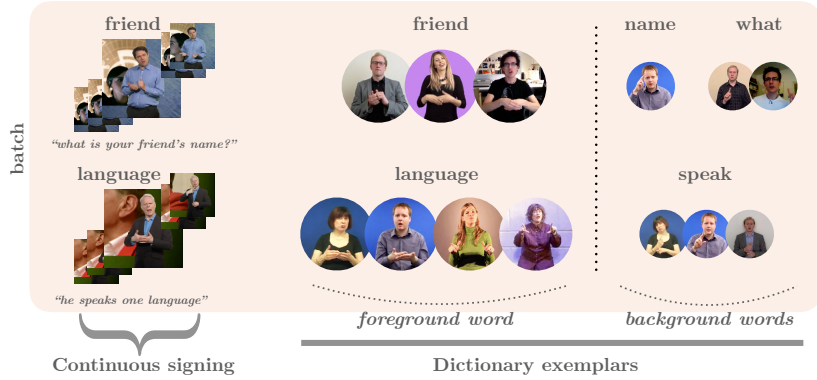 friend
friend
name
what
batch
“what is your friend's name?”
language
language
speak
“he speaks one language”
foreground word
background words
Continuous signing
Dictionary exemplars